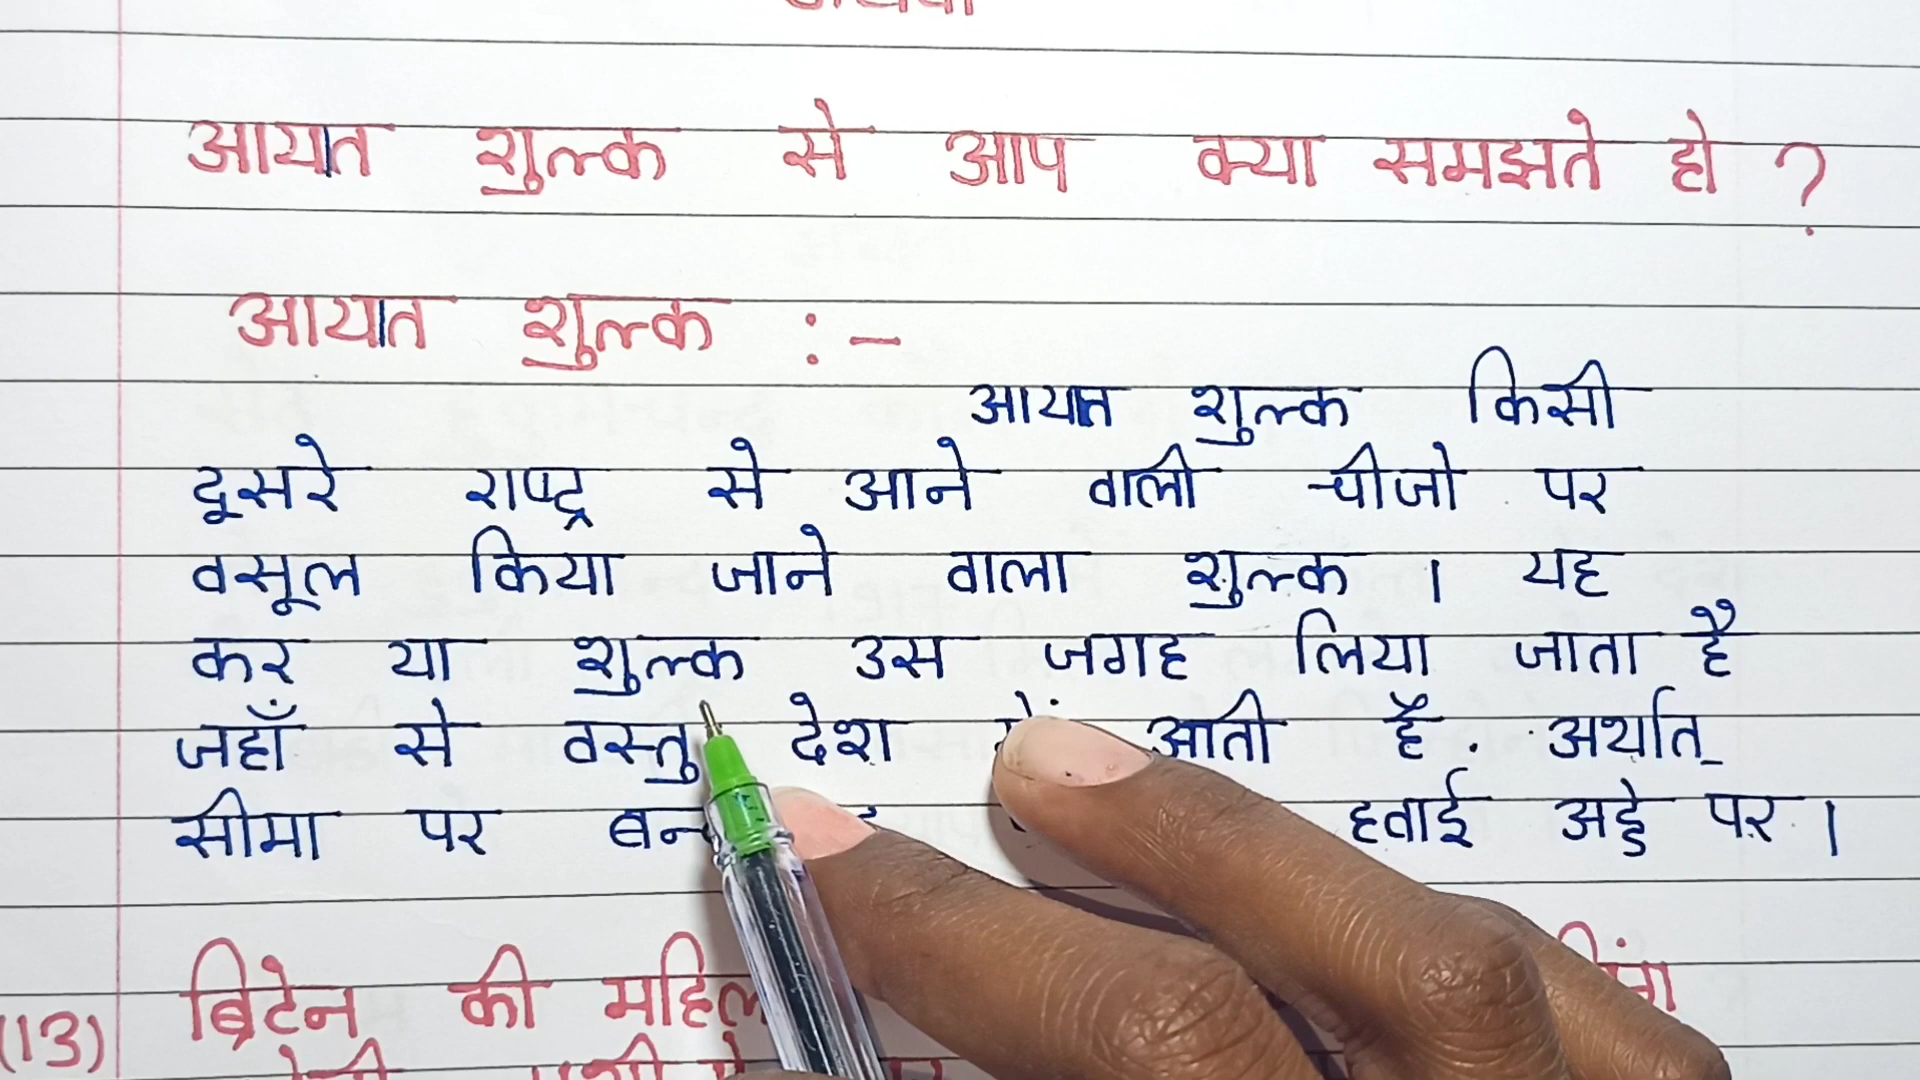 आयात शुल्क से आप क्या समझते हो ?
आयात शुल्क :-
आयात शुल्क किसी
दूसरे राष्ट्र से आने वाली चीजो पर
वसूल किया जाने वाला शुल्क ।  यह
कर या शुल्क उस जगह लिया जाता है
जहाँ से वस्तु देश आती है . अर्थात्
सीमा पर हवाई अड्डे पर ।
(13) ब्रिटेन की